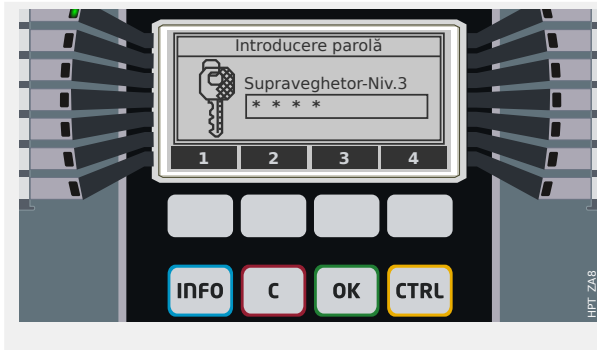 Introducere parolă
Supraveghetor-Niv.3
* * * *
1 2 3 4
INFO C OK CTRL
HPT_ZA8